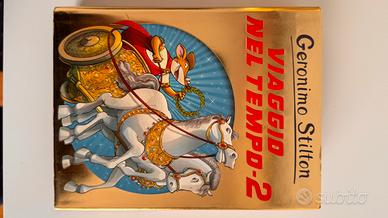 Geronimo Stilton
VIAGGIO
NEL TEMPO-2
subito